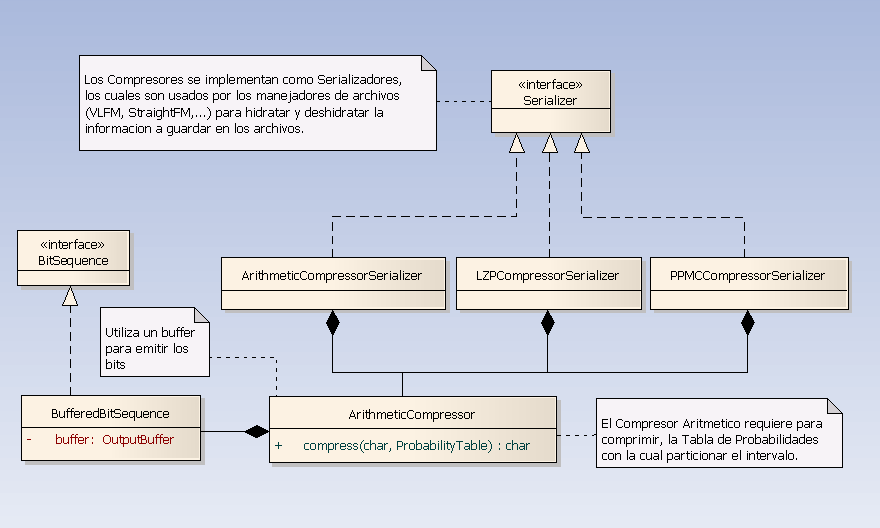 Los Compresores se implementan como Serializadores,
los cuales son usados por los manejadores de archivos
(VLFM, StraightFM,...) para hidratar y deshidratar la
informacion a guardar en los archivos.
«interface»
Serializer
«interface»
BitSequence
ArithmeticCompressorSerializer
LZPCompressorSerializer
PPMCCompressorSerializer
Utiliza un buffer
para emitir los
bits
BufferedBitSequence
- buffer: OutputBuffer
ArithmeticCompressor
+ compress(char, ProbabilityTable) : char
El Compresor Aritmetico requiere para
comprimir, la Tabla de Probabilidades
con la cual particionar el intervalo.